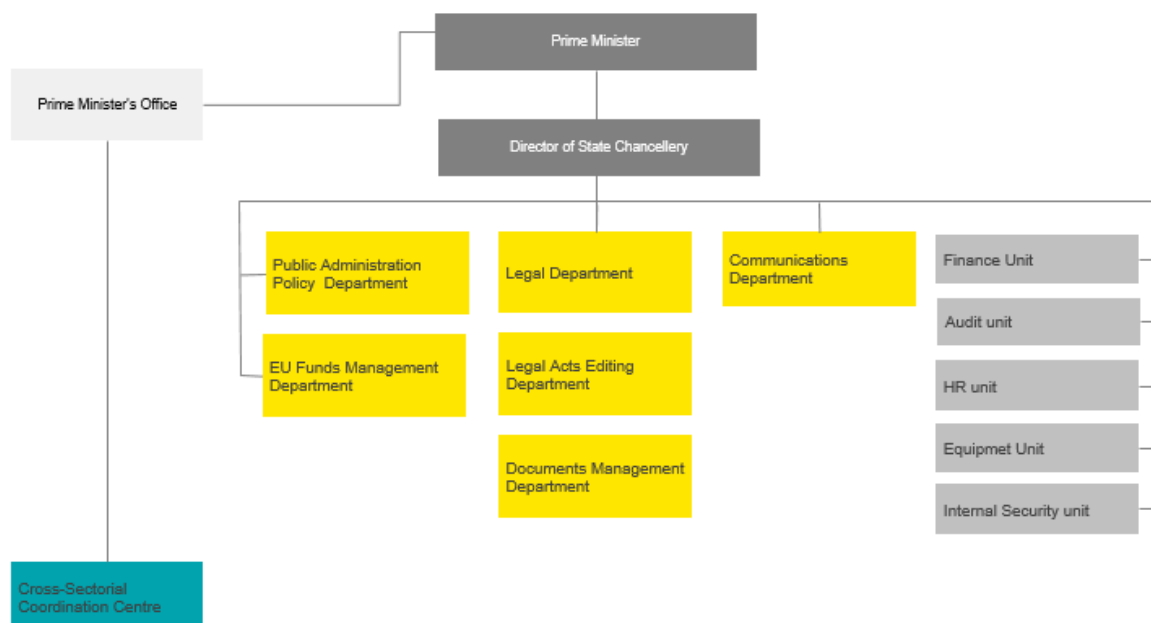 Prime Minister
Prime Minister's Office
Director of State Chancellery
Public Administration
Policy Department
Legal Department
Communications
Department
Finance Unit
Audit unit
EU Funds Management
Department
Legal Acts Editing
Department
HR unit
Equipmet Unit
Documents Management
Department
Internal Security unit
Cross-Sectorial
Coordination Centre